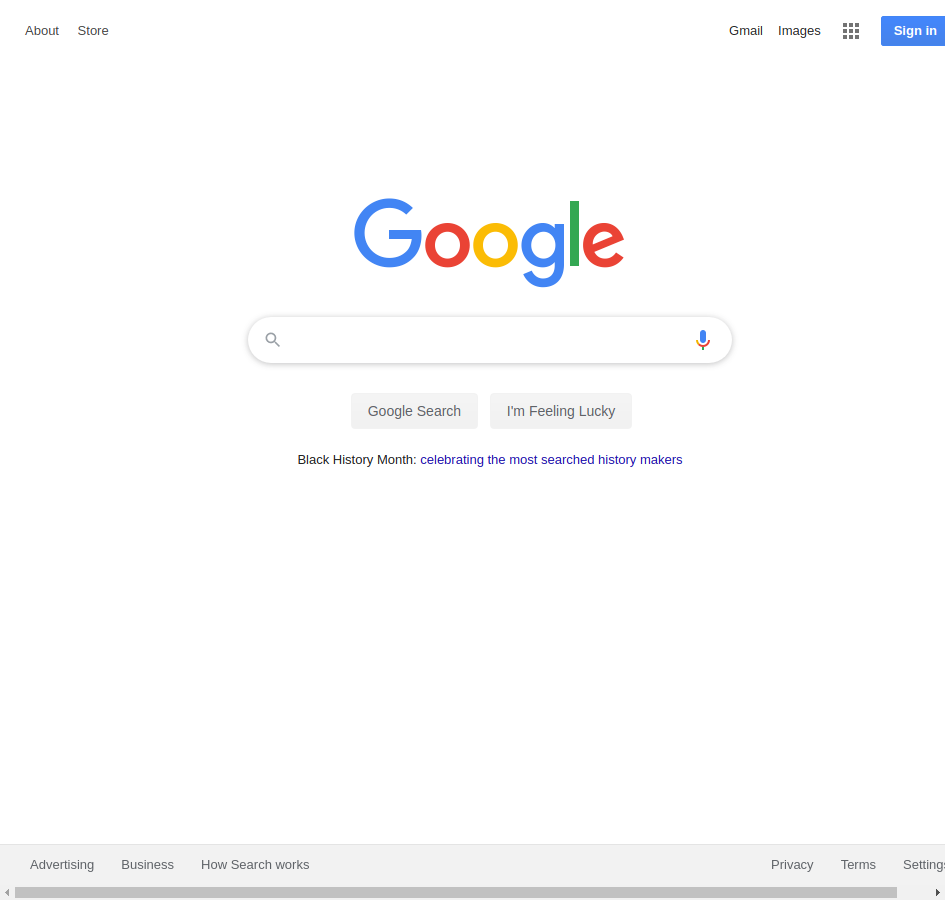 About Store Gmail Images Sign in
Google
Google Search I'm Feeling Lucky
Black History Month: celebrating the most searched history makers
Advertising Business How Search works Privacy Terms Settings